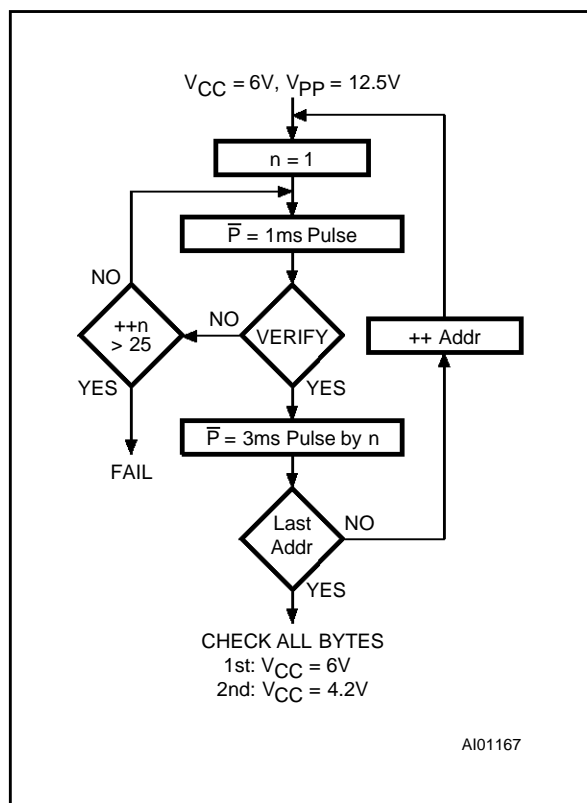 VCC = 6V, VPP = 12.5V
n = 1
P̅ = 1ms Pulse
NO
++n
> 25
NO
VERIFY
++ Addr
YES
YES
P̅ = 3ms Pulse by n
FAIL
Last
Addr
NO
YES
CHECK ALL BYTES
1st: VCC = 6V
2nd: VCC = 4.2V
AI01167